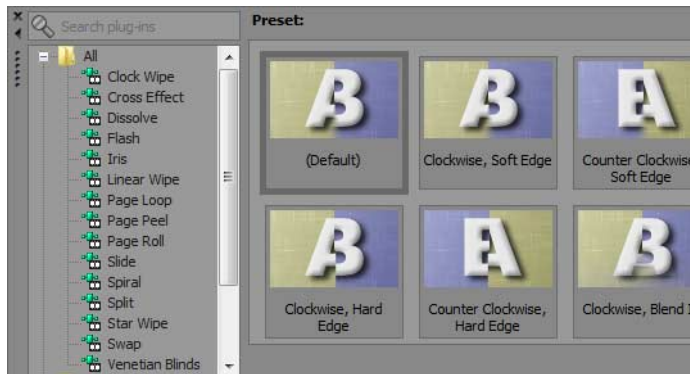 Search plug-ins
All
Clock Wipe
Cross Effect
Dissolve
Flash
Iris
Linear Wipe
Page Loop
Page Peel
Page Roll
Slide
Spiral
Split
Star Wipe
Swap
Venetian Blinds
Preset:
(Default)
Clockwise, Soft Edge
Counter Clockwise
Soft Edge
Clockwise, Hard
Edge
Counter Clockwise,
Hard Edge
Clockwise, Blend